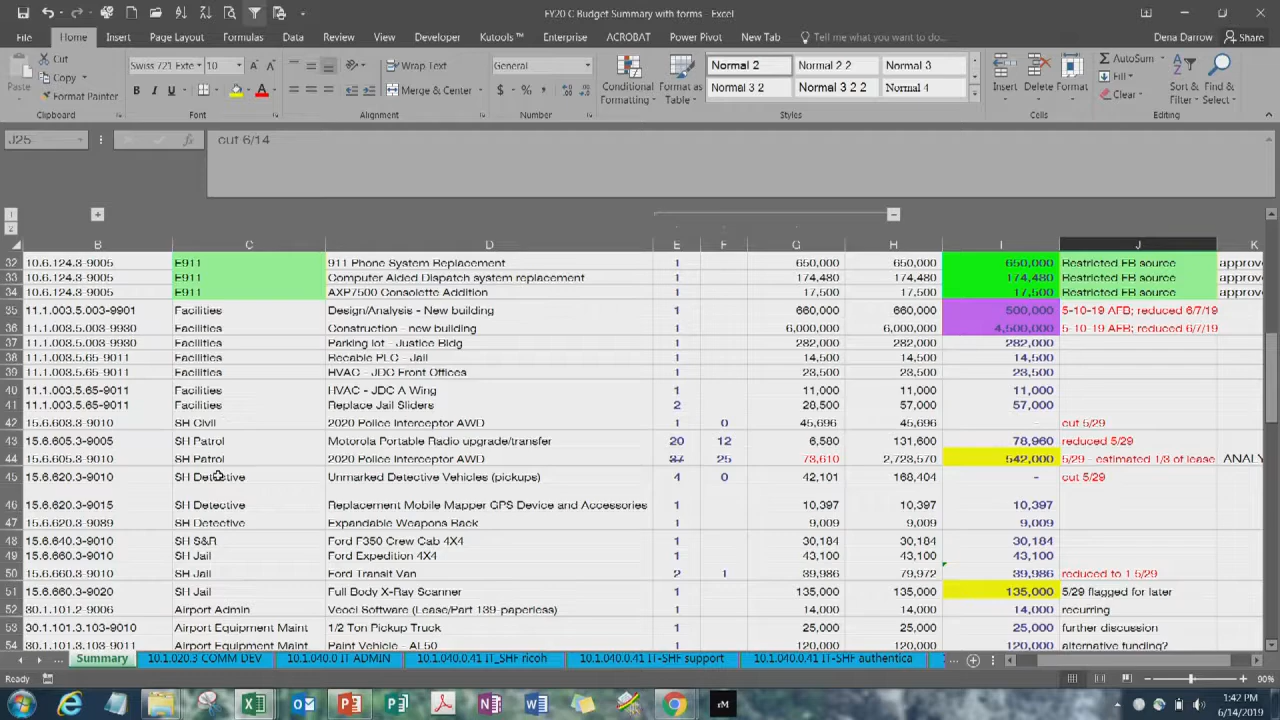 FY20 C Budget Summary with forms - Excel
File Home Insert Page Layout Formulas Data Review View Developer Kutools ™ Enterprise ACROBAT Power Pivot New Tab Tell me what you want to do... Dena Darrow Share
Cut
Copy
Format Painter
Paste
Swiss 721 Exte 10
B I U
Wrap Text
Merge & Center
General
$ % ,
Conditional Formatting
Format as Table
Normal 2 Normal 2 2 Normal 3
Normal 3 2 Normal 3 2 2 Normal 4
Insert Delete Format
AutoSum
Fill
Clear
Sort & Filter
Find & Select
Clipboard Font Alignment Number Styles Cells Editing
J25 cut 6/14
1
2
B C D E F G H I J K
32 10.6.124.3-9005 E911 911 Phone System Replacement 1 650,000 650,000 650,000 Restricted FB source approv
33 10.6.124.3-9005 E911 Computer Aided Dispatch system replacement 1 174,480 174,480 174,480 Restricted FB source approv
34 10.6.124.3-9005 E911 AXP7500 Consolette Addition 1 17,500 17,500 17,500 Restricted FB source approv
35 11.1.003.5.003-9901 Facilities Design/Analysis - New building 1 660,000 660,000 500,000 5-10-19 AFB; reduced 6/7/19
36 11.1.003.5.003-9930 Facilities Construction - new building 1 6,000,000 6,000,000 4,500,000 5-10-19 AFB; reduced 6/7/19
37 11.1.003.5.003-9930 Facilities Parking lot - Justice Bldg 1 282,000 282,000 282,000
38 11.1.003.5.65-9011 Facilities Recable PLC - Jail 1 14,500 14,500 14,500
39 11.1.003.5.65-9011 Facilities HVAC - JDC Front Offices 1 23,500 23,500 23,500
40 11.1.003.5.65-9011 Facilities HVAC - JDC A Wing 1 11,000 11,000 11,000
41 11.1.003.5.65-9011 Facilities Replace Jail Sliders 2 28,500 57,000 57,000
42 15.6.603.3-9010 SH Civil 2020 Police Interceptor AWD 1 0 45,696 45,696 - cut 5/29
43 15.6.605.3-9005 SH Patrol Motorola Portable Radio upgrade/transfer 20 12 6,580 131,600 78,960 reduced 5/29
44 15.6.605.3-9010 SH Patrol 2020 Police Interceptor AWD 37 25 73,610 2,723,570 542,000 5/29 - estimated 1/3 of lease ANALY
45 15.6.620.3-9010 SH Detective Unmarked Detective Vehicles (pickups) 4 0 42,101 168,404 - cut 5/29
46 15.6.620.3-9015 SH Detective Replacement Mobile Mapper GPS Device and Accessories 1 10,397 10,397 10,397
47 15.6.620.3-9089 SH Detective Expandable Weapons Rack 1 9,009 9,009 9,009
48 15.6.640.3-9010 SH S&R Ford F350 Crew Cab 4X4 1 30,184 30,184 30,184
49 15.6.660.3-9010 SH Jail Ford Expedition 4X4 1 43,100 43,100 43,100
50 15.6.660.3-9010 SH Jail Ford Transit Van 2 1 39,986 79,972 39,986 reduced to 1 5/29
51 15.6.660.3-9020 SH Jail Full Body X-Ray Scanner 1 135,000 135,000 135,000 5/29 flagged for later
52 30.1.101.2-9006 Airport Admin Veoci Software (Lease/Part 139-paperless) 1 14,000 14,000 14,000 recurring
53 30.1.101.3.103-9010 Airport Equipment Maint 1/2 Ton Pickup Truck 1 25,000 25,000 25,000 further discussion
54 30.1.101.3.103-9011 Airport Equipment Maint Paint Vehicle - AL50 1 120,000 120,000 120,000 alternative funding?
... Summary 10.1.020.3 COMM DEV 10.1.040.0 IT ADMIN 10.1.040.0.41 IT_SHF ricoh 10.1.040.0.41 IT-SHF support 10.1.040.0.41 IT-SHF authentica ...
Ready 90%
1:42 PM
6/14/2019